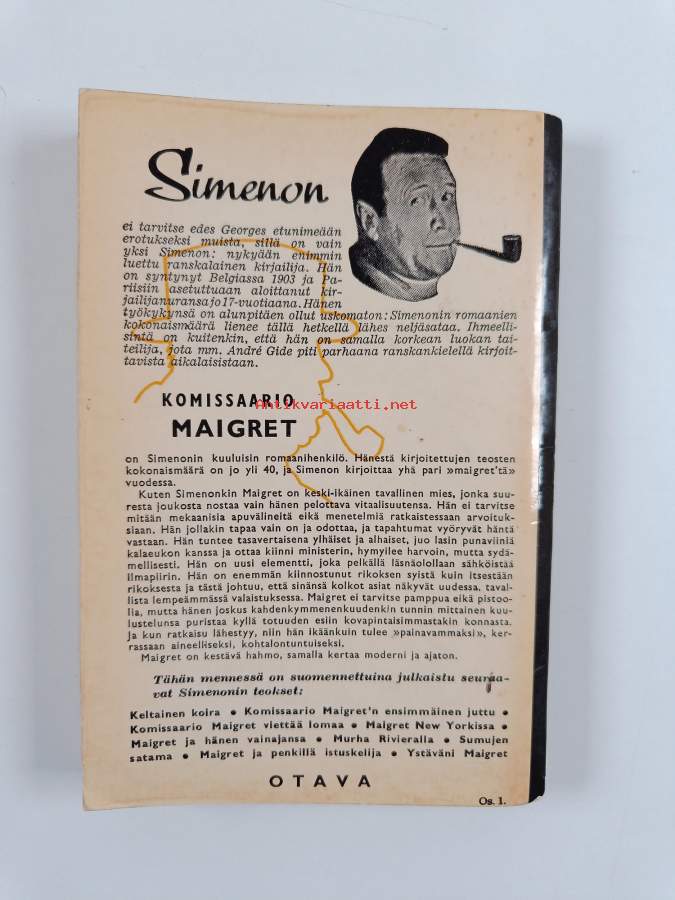 Simenon
ei tarvitse edes Georges etunimeään
erotukseksi muista, sillä on vain
yksi Simenon: nykyään enimmin
luettu ranskalainen kirjailija. Hän
on syntynyt Belgiassa 1903 ja Pa-
riisiin asetuttuaan aloittanut kir-
jailijanuransa jo 17-vuotiaana. Hänen
työkykynsä on alunpitäen ollut uskomaton: Simenonin romaanien
kokonaismäärä lienee tällä hetkellä lähes neljäsataa. Ihmeelli-
sintä on kuitenkin, että hän on samalla korkean luokan tai-
teilija, jota mm. André Gide piti parhaana ranskankielellä kirjoit-
tavista aikalaisistaan.
KOMISSAARIO
Antikvariaatti.net
MAIGRET
on Simenonin kuuluisin romaanihenkilö. Hänestä kirjoitettujen teosten
kokonaismäärä on jo yli 40, ja Simenon kirjoittaa yhä pari »maigret'tä»
vuodessa.
Kuten Simenonkin Maigret on keski-ikäinen tavallinen mies, jonka suu-
resta joukosta nostaa vain hänen pelottava vitaalisuutensa. Hän ei tarvitse
mitään mekaanisia apuvälineitä eikä menetelmiä ratkaistessaan arvoituk-
siaan. Hän jollakin tapaa vain on ja odottaa, ja tapahtumat vyöryvät häntä
vastaan. Hän tuntee tasavertaisena ylhäiset ja alhaiset, juo lasin punaviiniä
kalaeukon kanssa ja ottaa kiinni ministerin, hymyilee harvoin, mutta sydä-
mellisesti. Hän on uusi elementti, joka pelkällä läsnäolollaan sähköistää
ilmapiirin. Hän on enemmän kiinnostunut rikoksen syistä kuin itsestään
rikoksesta ja tästä johtuu, että sinänsä kolkot asiat näkyvät uudessa, taval-
lista lempeämmässä valaistuksessa. Maigret ei tarvitse pamppua eikä pistoo-
lia, mutta hänen joskus kahdenkymmenenkuudenkin tunnin mittainen kuu-
lustelunsa puristaa kyllä totuuden esiin kovapintaisimmastakin konnasta.
Ja kun ratkaisu lähestyy, niin hän ikäänkuin tulee »painavammaksi», ker-
rassaan aineelliseksi, kohtalontuntuiseksi.
Maigret on kestävä hahmo, samalla kertaa moderni ja ajaton.
Tähän mennessä on suomennettuina julkaistu seuraa-
vat Simenonin teokset:
Keltainen koira • Komissaario Maigret'n ensimmäinen juttu •
Komissaario Maigret viettää lomaa • Maigret New Yorkissa •
Maigret ja hänen vainajansa • Murha Rivieralla • Sumujen
satama • Maigret ja penkillä istuskelija • Ystäväni Maigret
OTAVA
Os. 1.